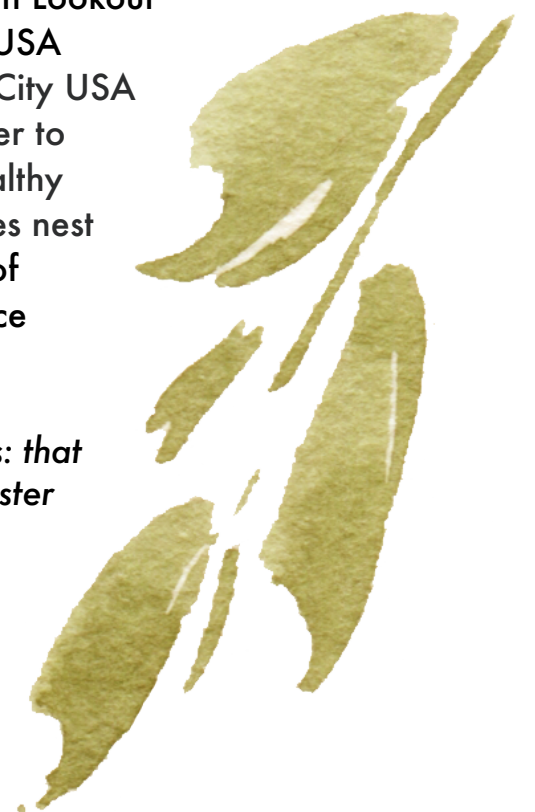 Lookout
USA
City USA
er to
althy
es nest
of
ce
s: that
ster